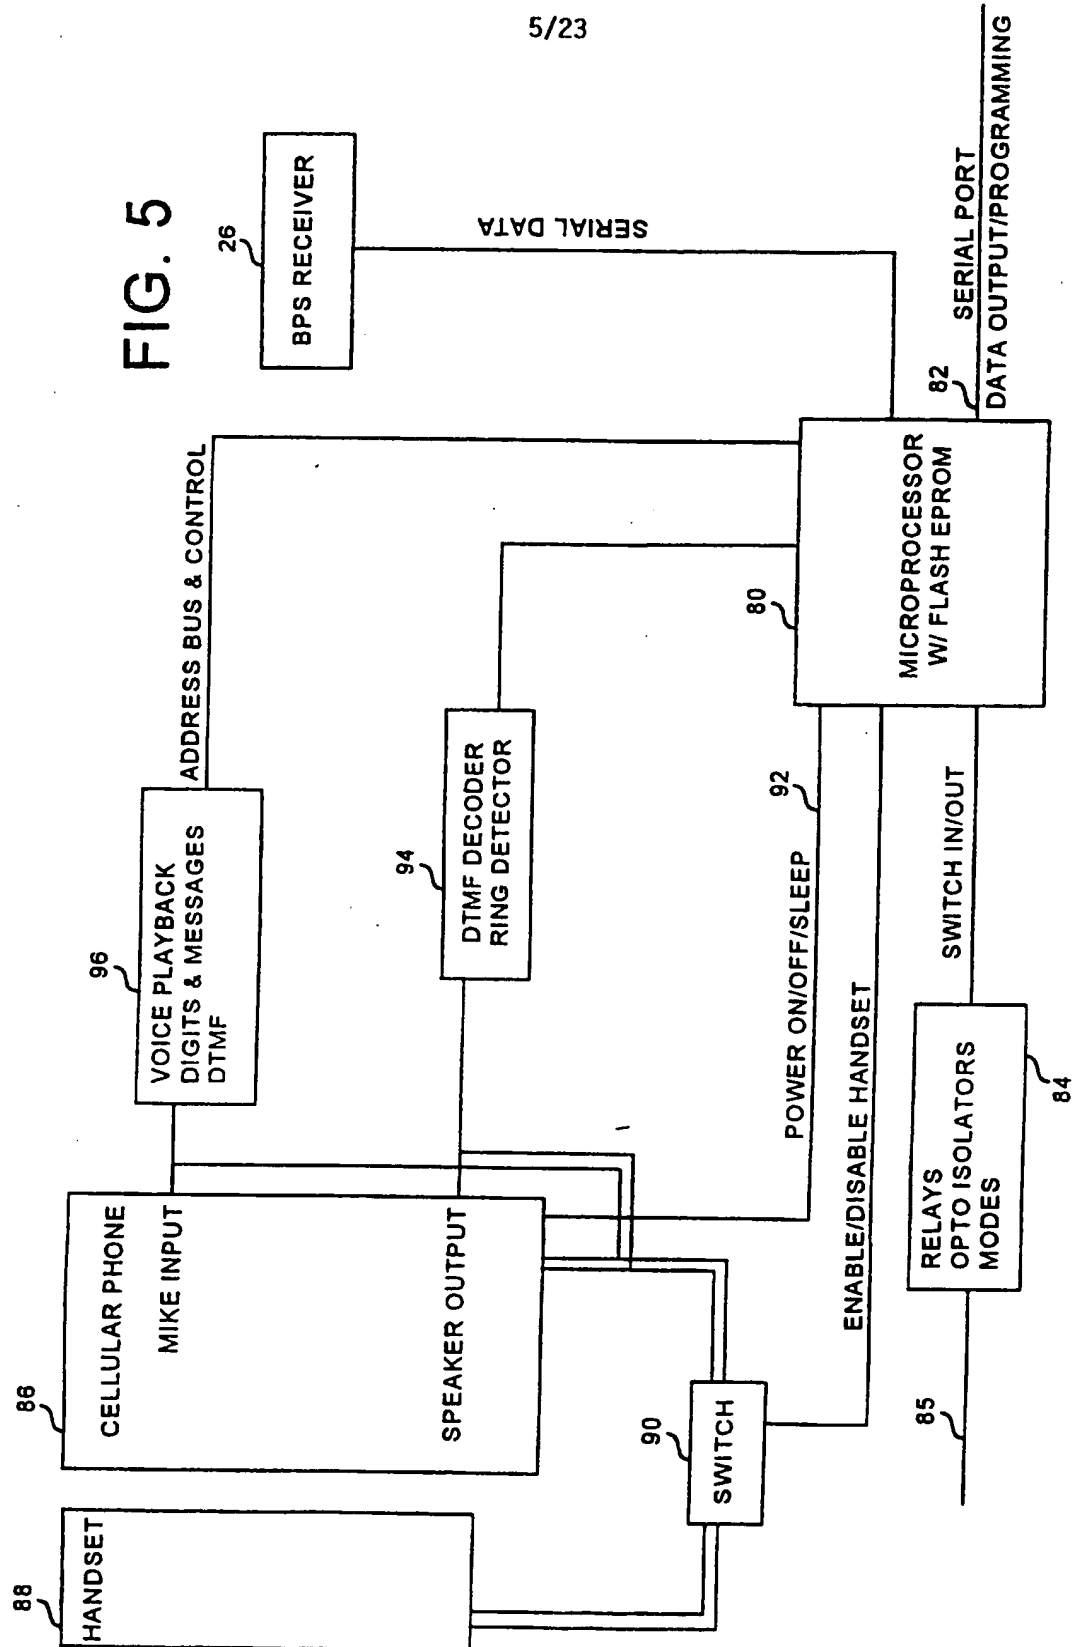 5/23
FIG. 5
88
HANDSET
86
CELLULAR PHONE
MIKE INPUT
SPEAKER OUTPUT
96
VOICE PLAYBACK
DIGITS & MESSAGES
DTMF
ADDRESS BUS & CONTROL
26
BPS RECEIVER
SERIAL DATA
94
DTMF DECODER
RING DETECTOR
90
SWITCH
POWER ON/OFF/SLEEP
92
ENABLE/DISABLE HANDSET
80
MICROPROCESSOR
W/ FLASH EPROM
82
SERIAL PORT
DATA OUTPUT/PROGRAMMING
SWITCH IN/OUT
85
RELAYS
OPTO ISOLATORS
MODES
84